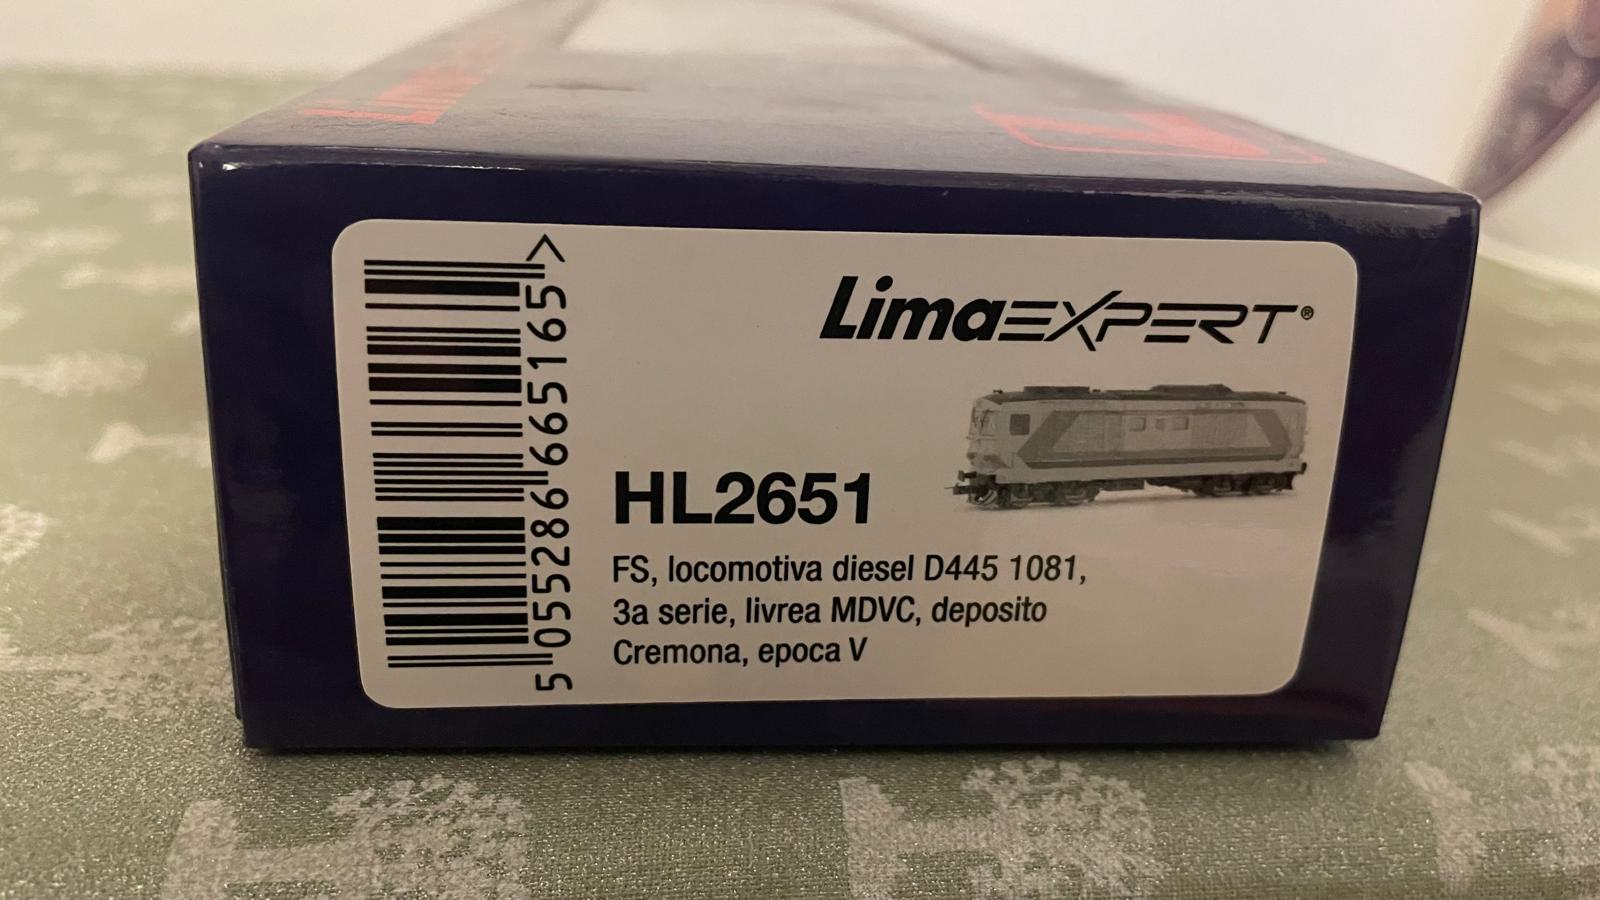 LimaEXPERT®
HL2651
FS, locomotiva diesel D445 1081,
3a serie, livrea MDVC, deposito
Cremona, epoca V
5 055286 665165 >